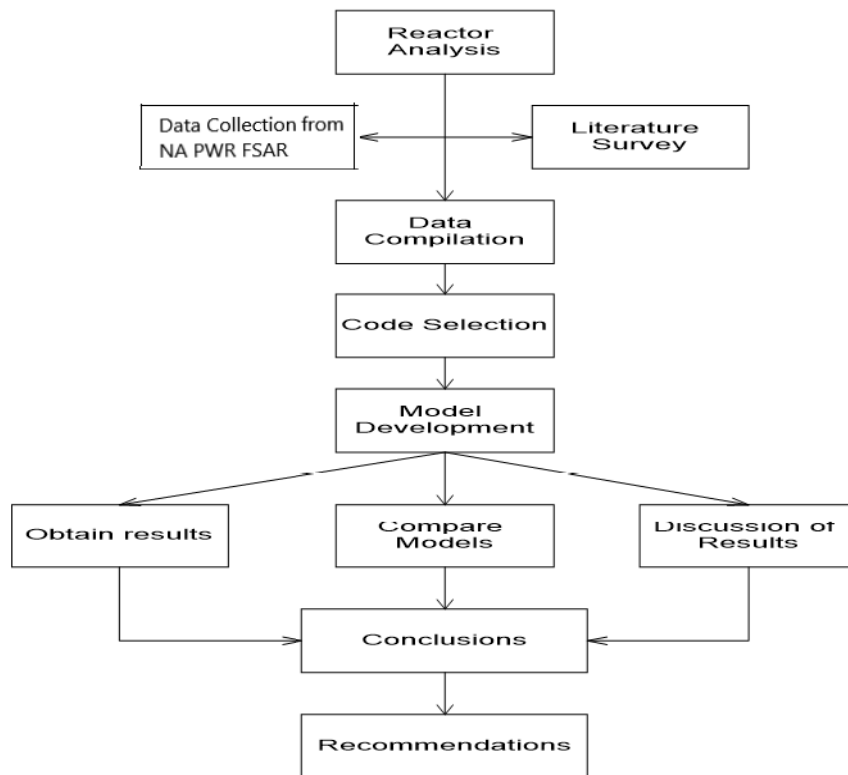 Reactor
Analysis
Data Collection from
NA PWR FSAR
Literature
Survey
Data
Compilation
Code Selection
Model
Development
Obtain results
Compare
Models
Discussion of
Results
Conclusions
Recommendations